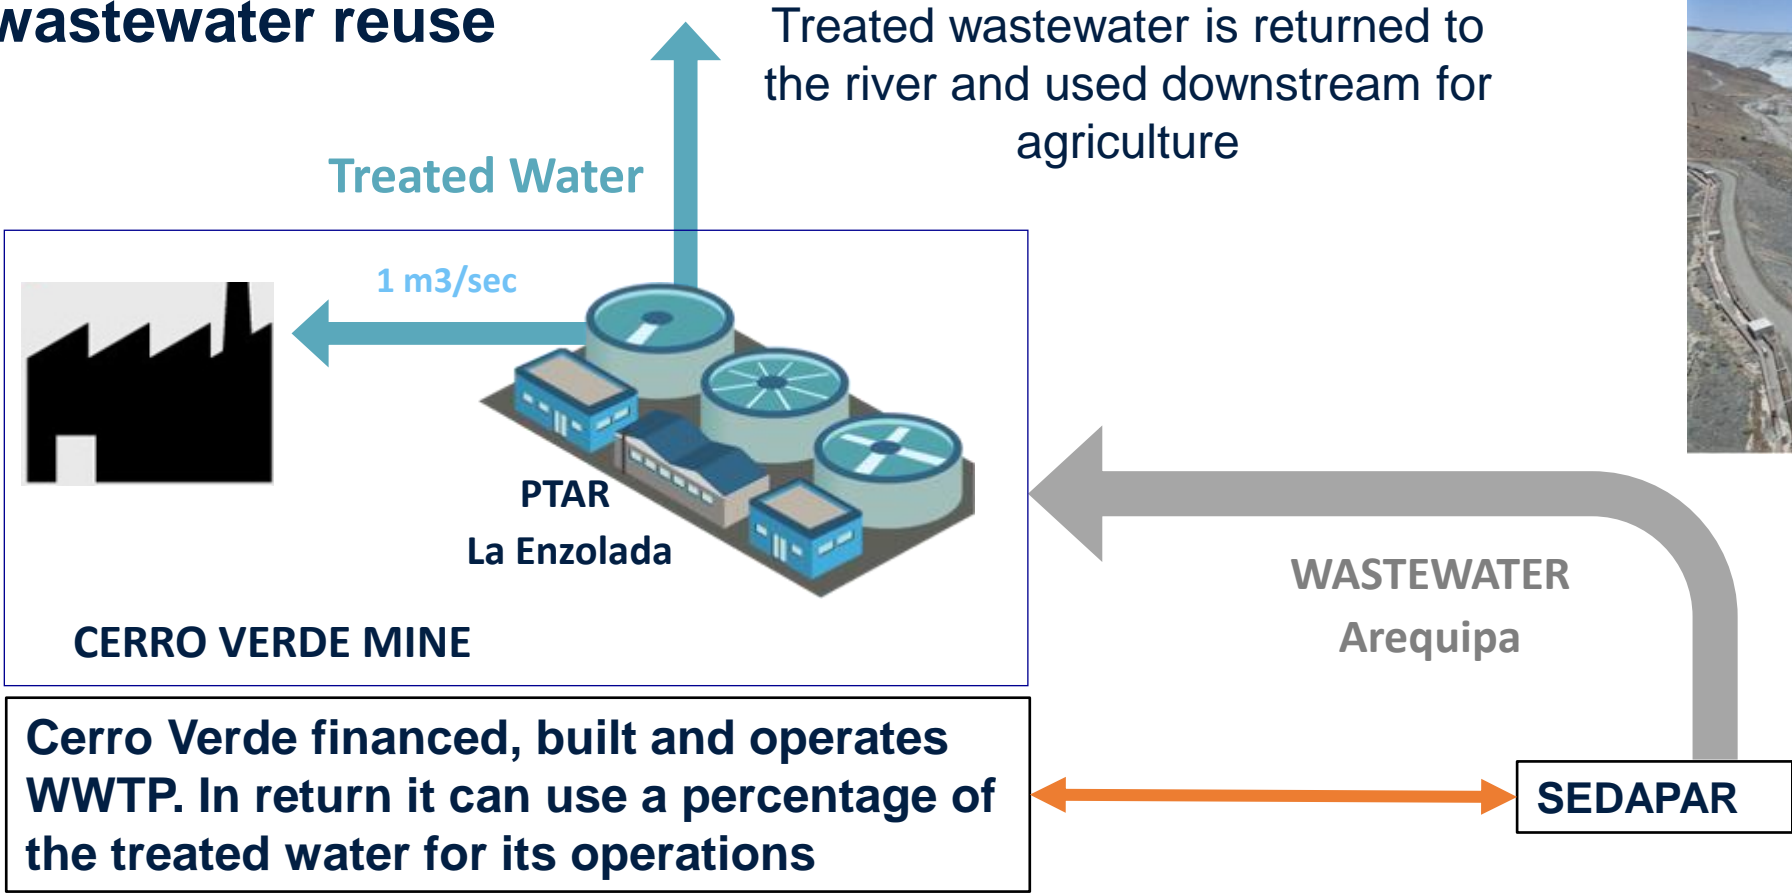 wastewater reuse
Treated wastewater is returned to
the river and used downstream for
agriculture
Treated Water
1 m3/sec
PTAR
La Enzolada
CERRO VERDE MINE
WASTEWATER
Arequipa
Cerro Verde financed, built and operates
WWTP. In return it can use a percentage of
the treated water for its operations
SEDAPAR